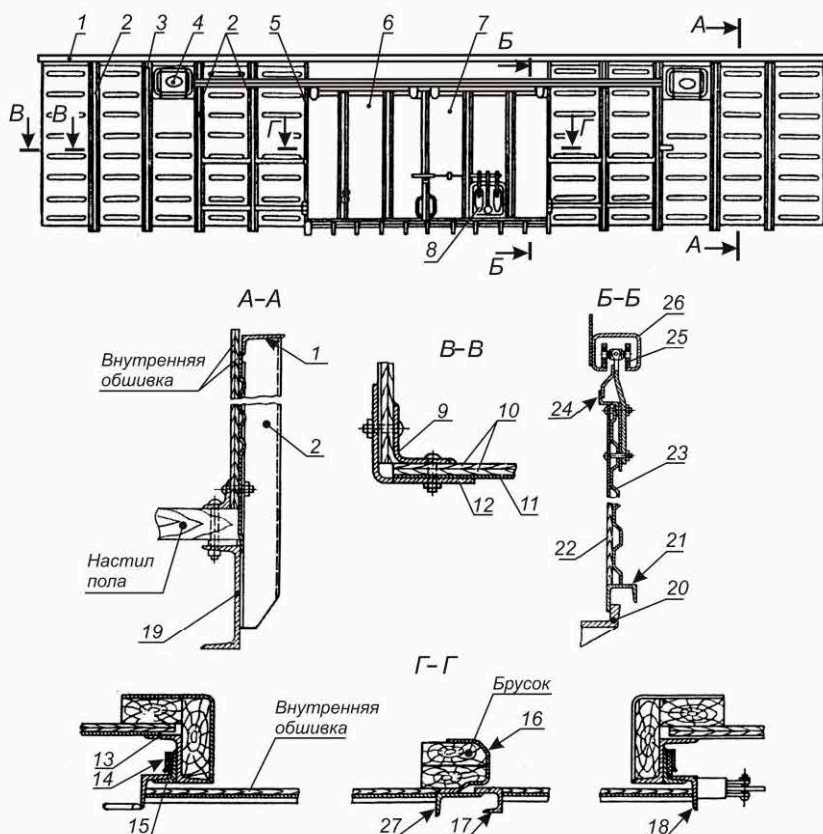 1 2 3 4 2 5 6 7 Б А
В В Г Г
8 Б А
А–А
Внутренняя
обшивка
1
2
Настил
пола
19
В–В
9 10
12 11
Б–Б
26
25
24
23
22 21
20
Г–Г
Внутренняя
обшивка
13
14
15
Брусок
16
27 17
18